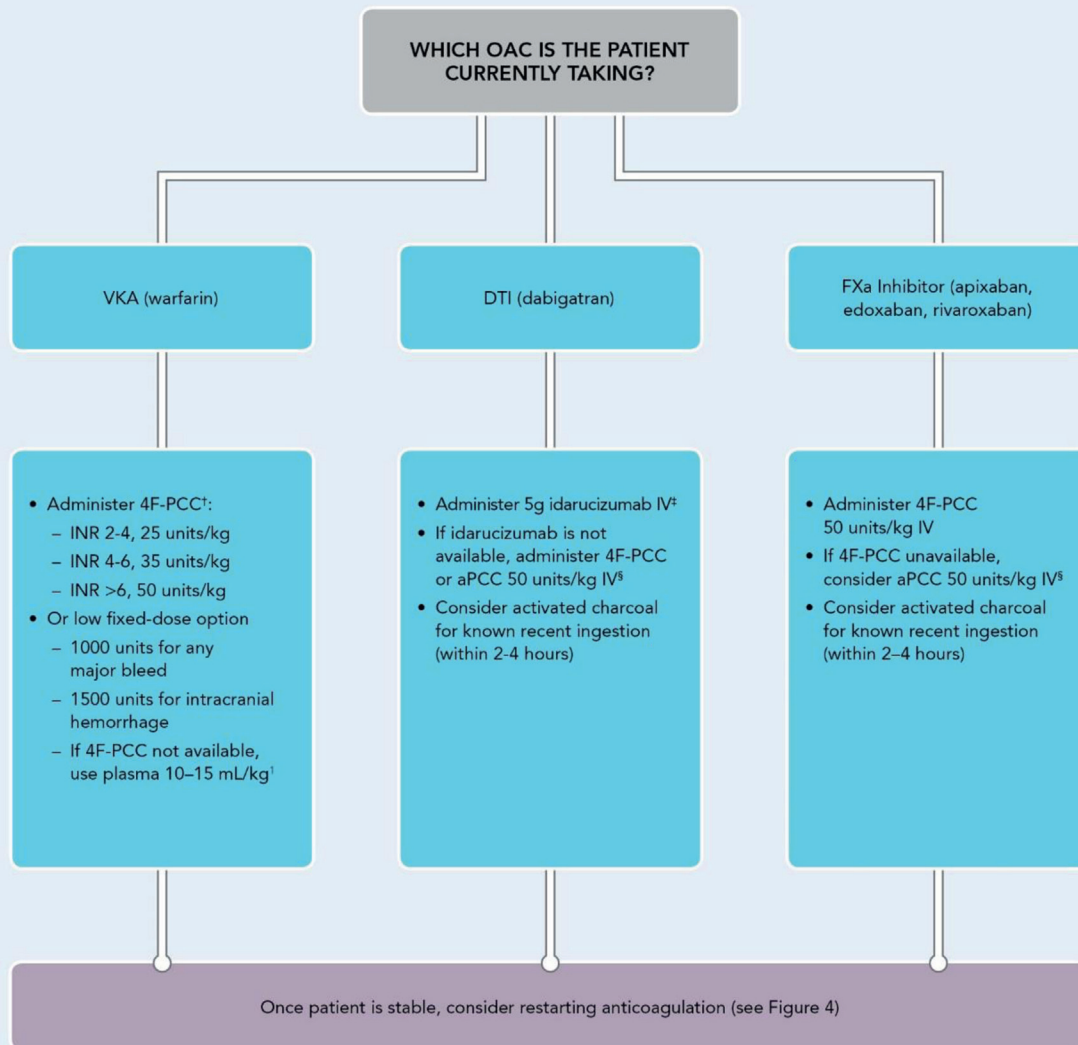 WHICH OAC IS THE PATIENT
CURRENTLY TAKING?
VKA (warfarin)
• Administer 4F-PCC†:
– INR 2-4, 25 units/kg
– INR 4-6, 35 units/kg
– INR >6, 50 units/kg
• Or low fixed-dose option
– 1000 units for any
major bleed
– 1500 units for intracranial
hemorrhage
– If 4F-PCC not available,
use plasma 10–15 mL/kg¹
DTI (dabigatran)
• Administer 5g idarucizumab IV‡
• If idarucizumab is not
available, administer 4F-PCC
or aPCC 50 units/kg IV§
• Consider activated charcoal
for known recent ingestion
(within 2-4 hours)
FXa Inhibitor (apixaban,
edoxaban, rivaroxaban)
• Administer 4F-PCC
50 units/kg IV
• If 4F-PCC unavailable,
consider aPCC 50 units/kg IV§
• Consider activated charcoal
for known recent ingestion
(within 2–4 hours)
Once patient is stable, consider restarting anticoagulation (see Figure 4)